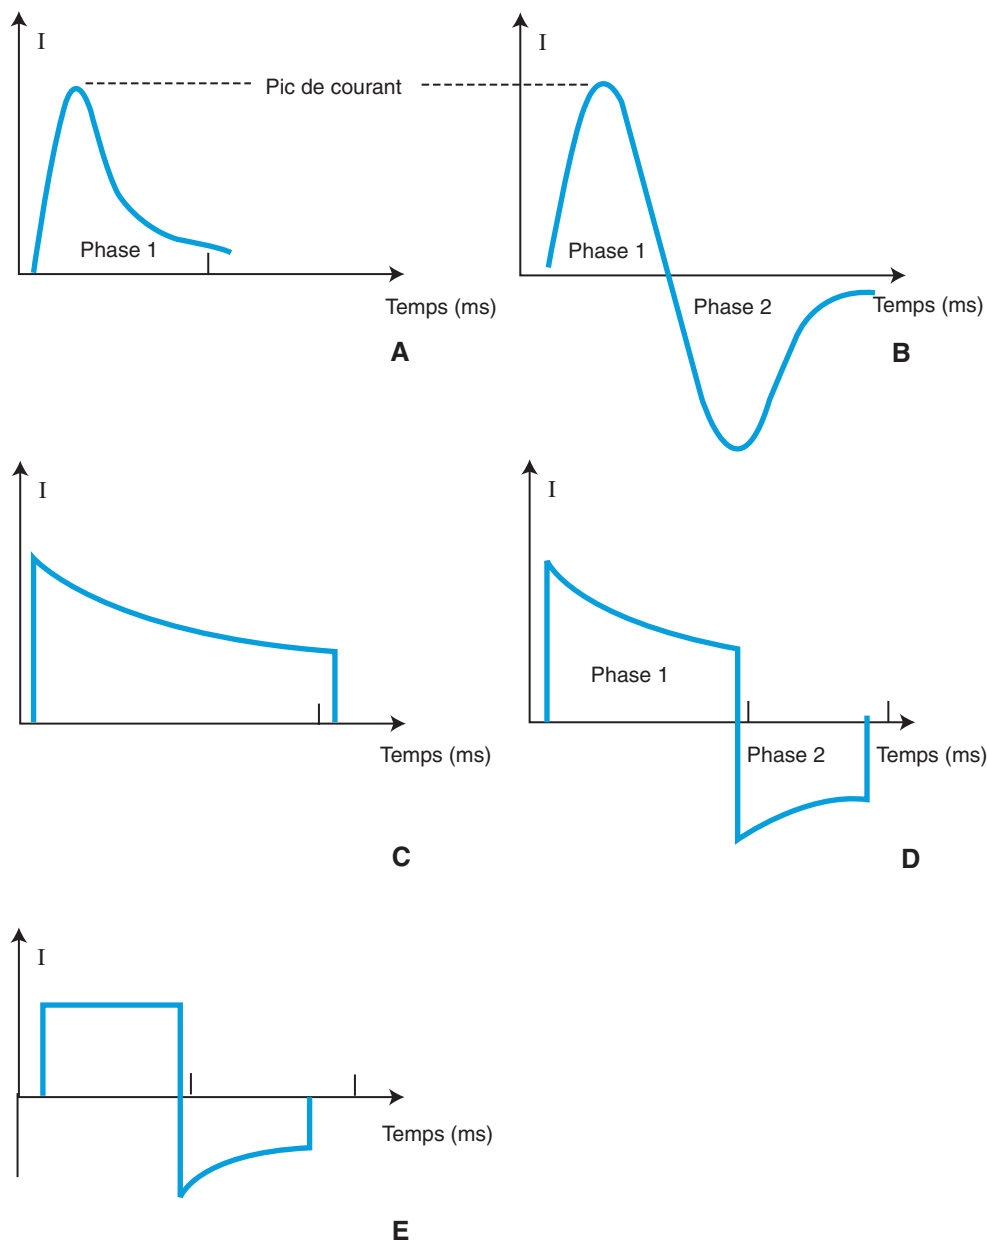 I
I
Pic de courant
Phase 1
Phase 1
Temps (ms)
Phase 2
Temps (ms)
A
B
I
I
Phase 1
Temps (ms)
Phase 2
Temps (ms)
C
D
I
Temps (ms)
E